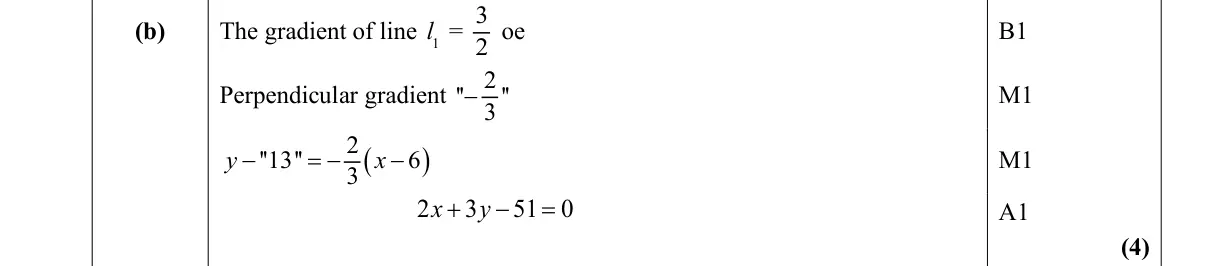 (b) The gradient of line l₁ = 3/2 oe B1
Perpendicular gradient "–2/3" M1
y – "13" = –2/3(x – 6) M1
2x + 3y – 51 = 0 A1
(4)